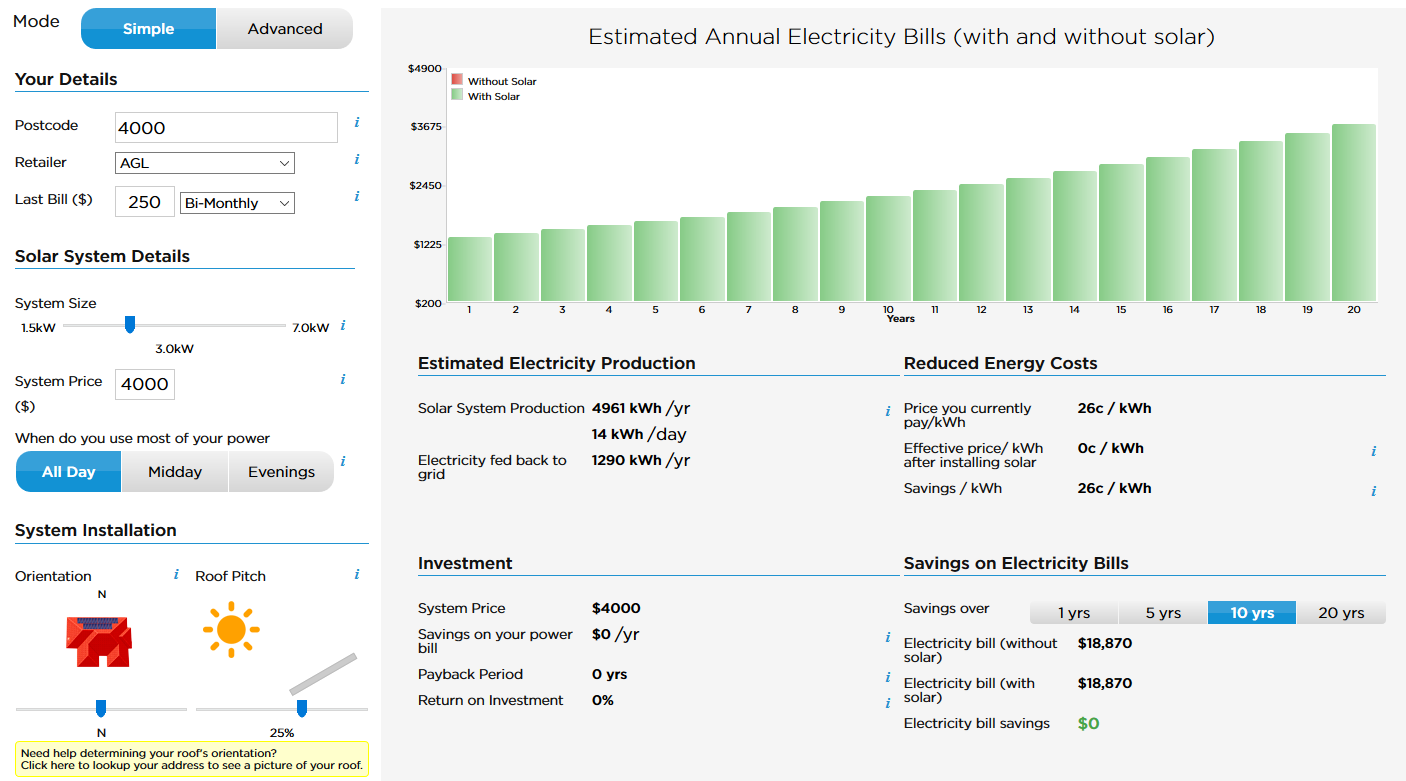 Mode
Simple
Advanced
Your Details
Postcode
4000
i
Retailer
AGL
i
Last Bill ($)
250
Bi-Monthly
i
Solar System Details
System Size
1.5kW
7.0kW
i
3.0kW
System Price
($)
4000
i
When do you use most of your power
All Day
Midday
Evenings
i
System Installation
Orientation
i
Roof Pitch
i
N
N
25%
Need help determining your roof's orientation?
Click here to lookup your address to see a picture of your roof.
Estimated Annual Electricity Bills (with and without solar)
$4900
$3675
$2450
$1225
$200
Without Solar
With Solar
1 2 3 4 5 6 7 8 9 10 11 12 13 14 15 16 17 18 19 20
Years
Estimated Electricity Production
Solar System Production 4961 kWh /yr
i
14 kWh /day
Electricity fed back to
grid
1290 kWh /yr
Reduced Energy Costs
Price you currently
pay/kWh
26c / kWh
Effective price/ kWh
after installing solar
0c / kWh
i
Savings / kWh
26c / kWh
i
Investment
System Price
$4000
Savings on your power
bill
$0 /yr
i
Payback Period
0 yrs
i
Return on Investment
0%
i
Savings on Electricity Bills
Savings over
1 yrs
5 yrs
10 yrs
20 yrs
Electricity bill (without
solar)
$18,870
Electricity bill (with
solar)
$18,870
Electricity bill savings
$0